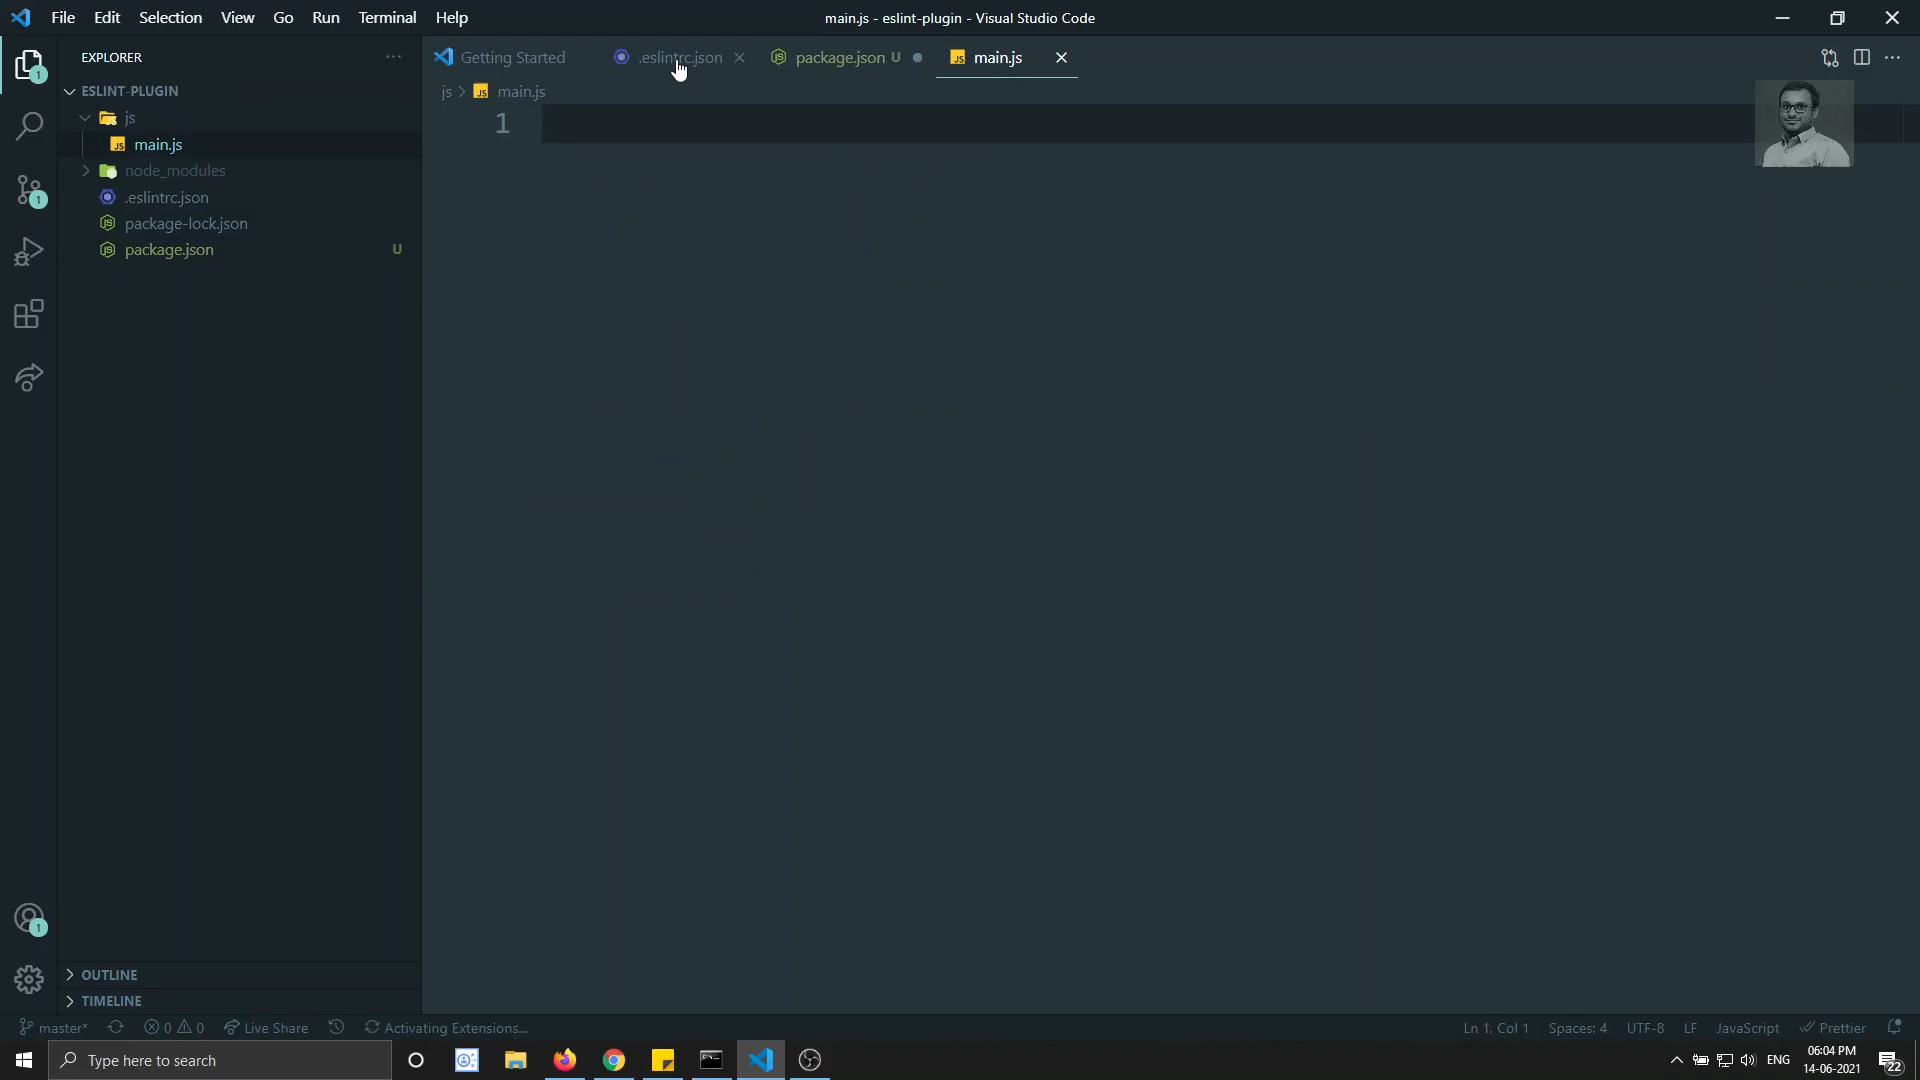 File Edit Selection View Go Run Terminal Help
main.js - eslint-plugin - Visual Studio Code
EXPLORER
Getting Started
.eslintrc.json
package.json U
main.js
ESLINT-PLUGIN
js
main.js
node_modules
.eslintrc.json
package-lock.json
package.json U
js > main.js
1
1
1
1
OUTLINE
TIMELINE
master* 0 0 Live Share Activating Extensions... Ln 1, Col 1 Spaces: 4 UTF-8 LF JavaScript Prettier
Type here to search
ENG
06:04 PM
14-06-2021
22